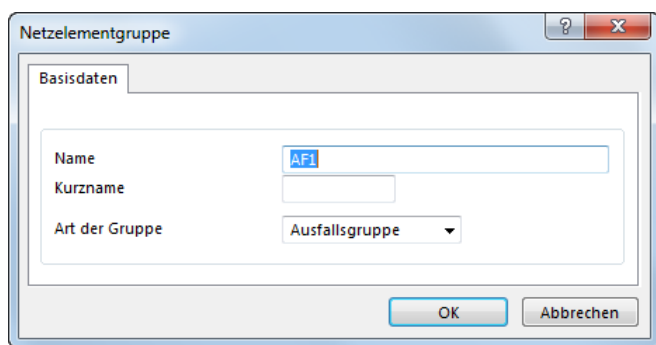 Netzelementgruppe
Basisdaten
Name AF1
Kurzname
Art der Gruppe Ausfallsgruppe
OK Abbrechen